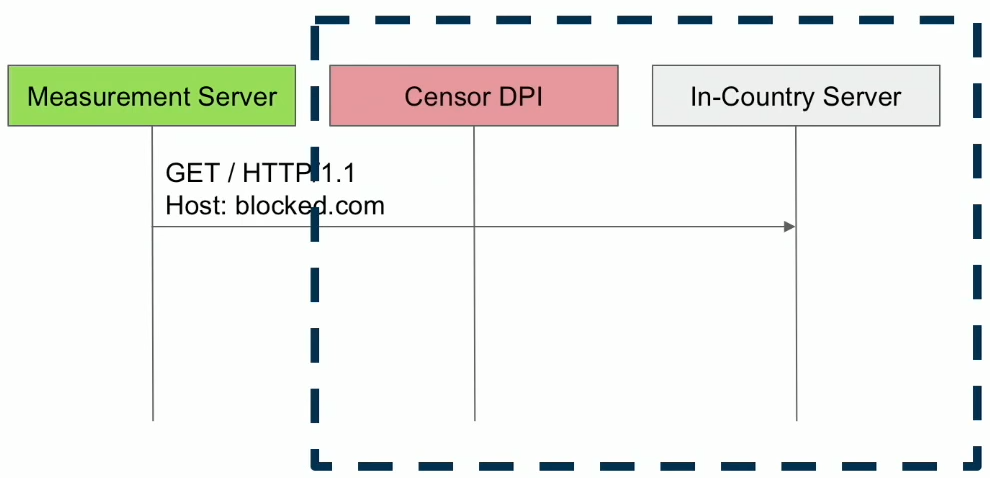 Measurement Server
Censor DPI
In-Country Server
GET / HTTP/1.1
Host: blocked.com